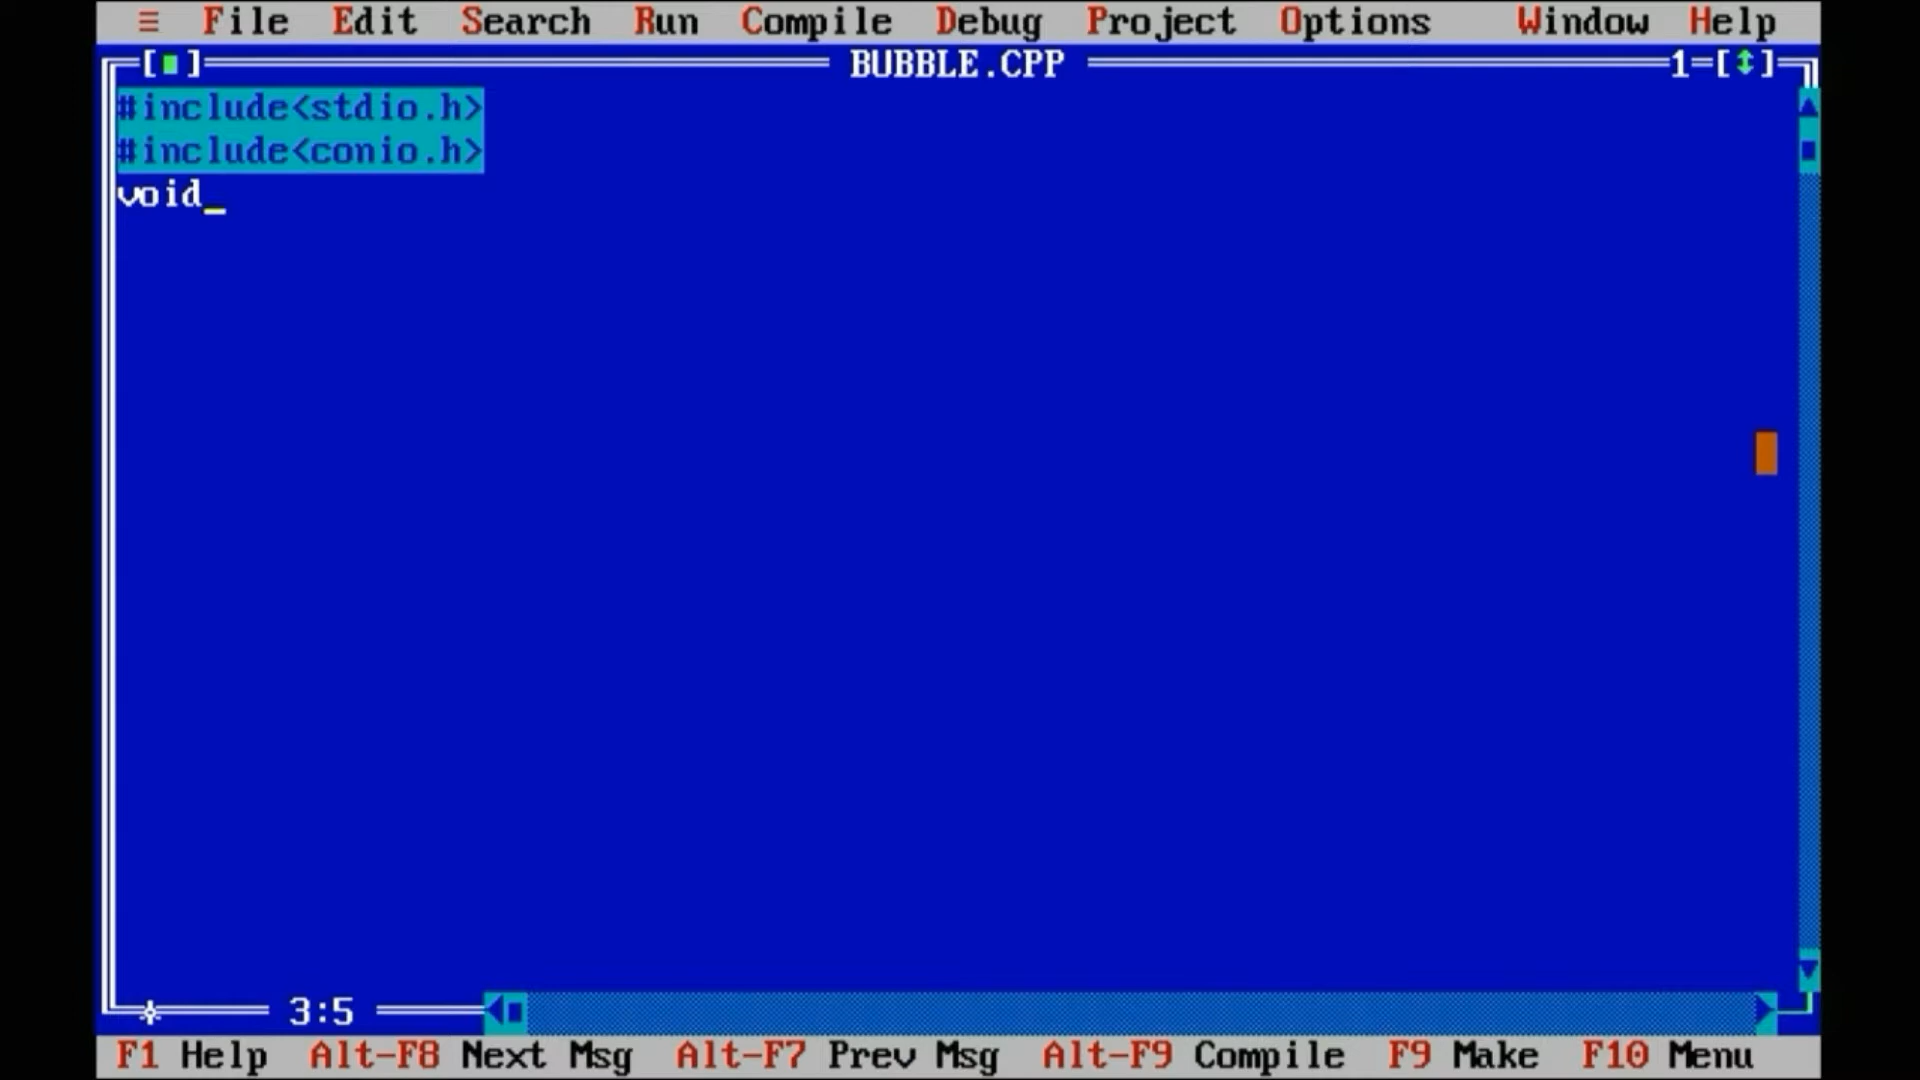 ≡ File Edit Search Run Compile Debug Project Options Window Help
[■] BUBBLE.CPP 1=[↕]
#include<stdio.h>
#include<conio.h>
void_
3:5
F1 Help Alt-F8 Next Msg Alt-F7 Prev Msg Alt-F9 Compile F9 Make F10 Menu